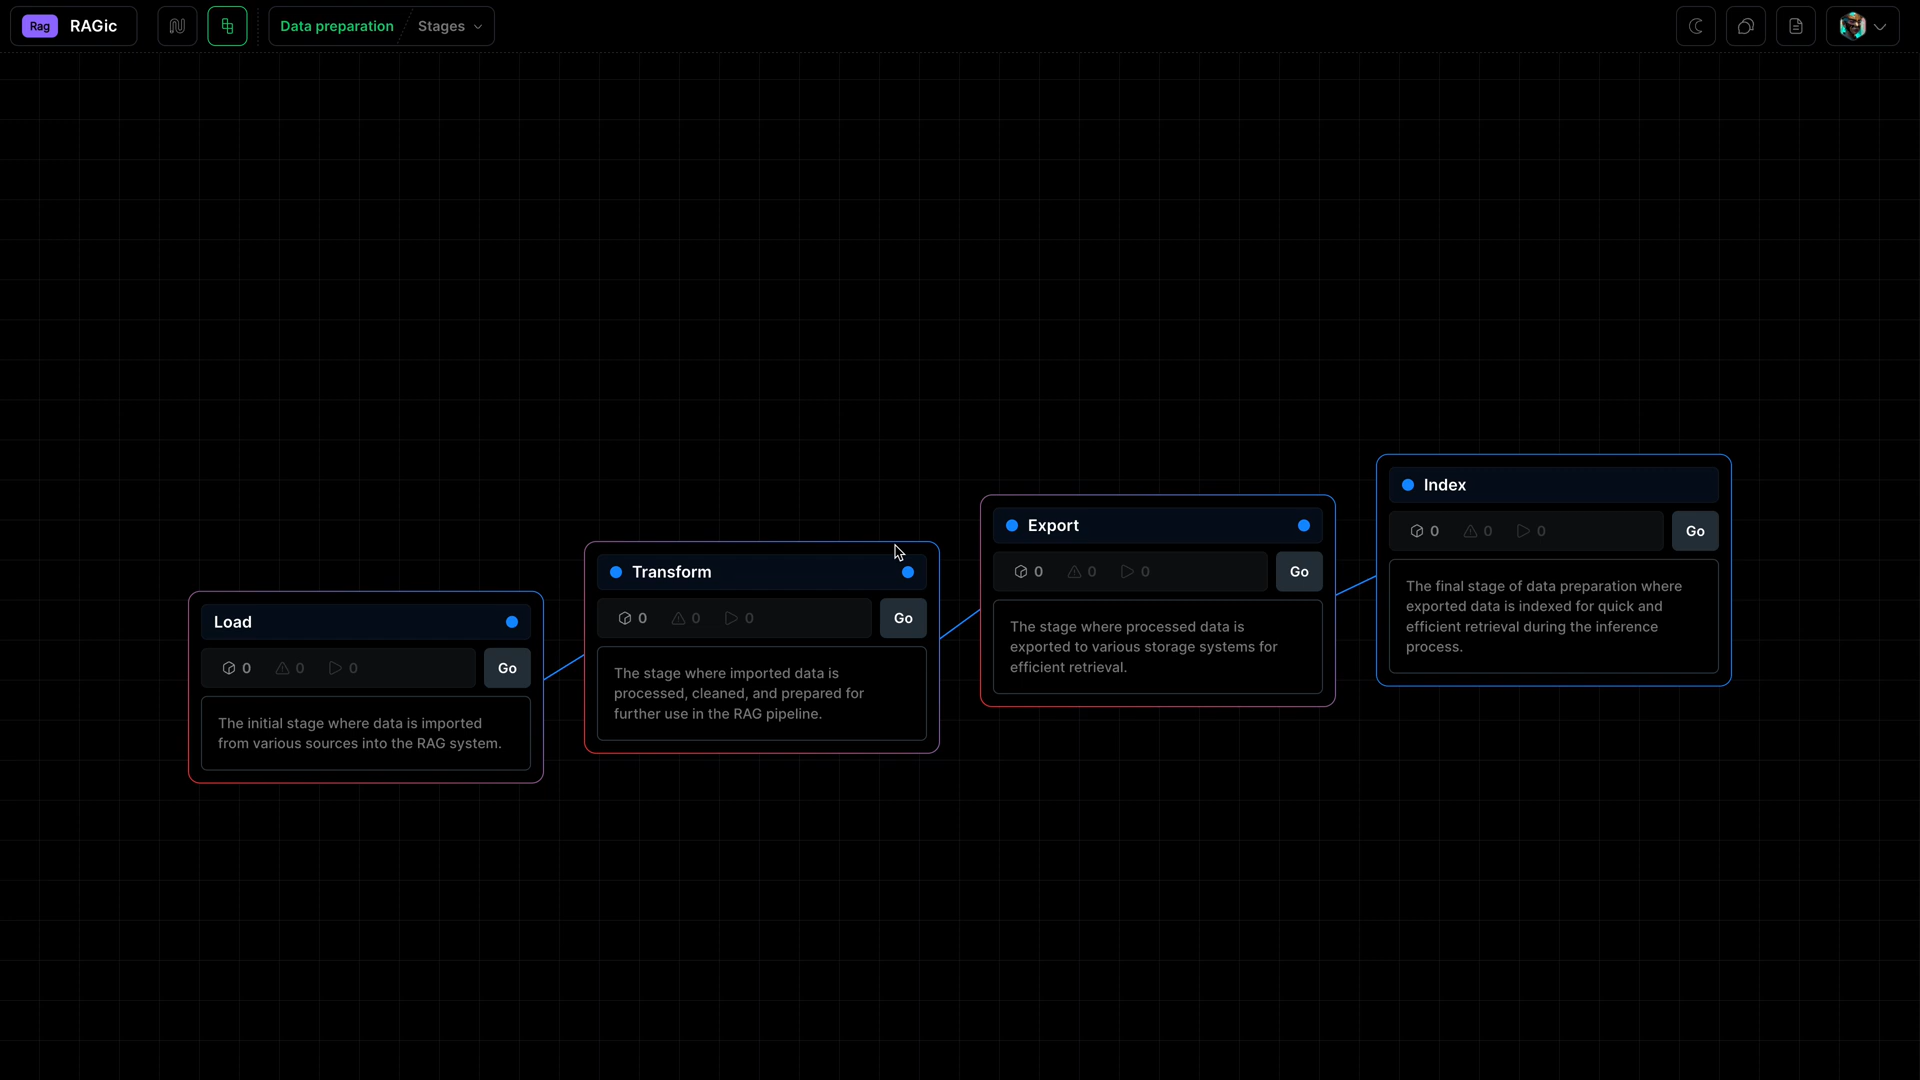 Rag RAGic Data preparation Stages
Load
0 0 0 Go
The initial stage where data is imported
from various sources into the RAG system.
Transform
0 0 0 Go
The stage where imported data is
processed, cleaned, and prepared for
further use in the RAG pipeline.
Export
0 0 0 Go
The stage where processed data is
exported to various storage systems for
efficient retrieval.
Index
0 0 0 Go
The final stage of data preparation where
exported data is indexed for quick and
efficient retrieval during the inference
process.